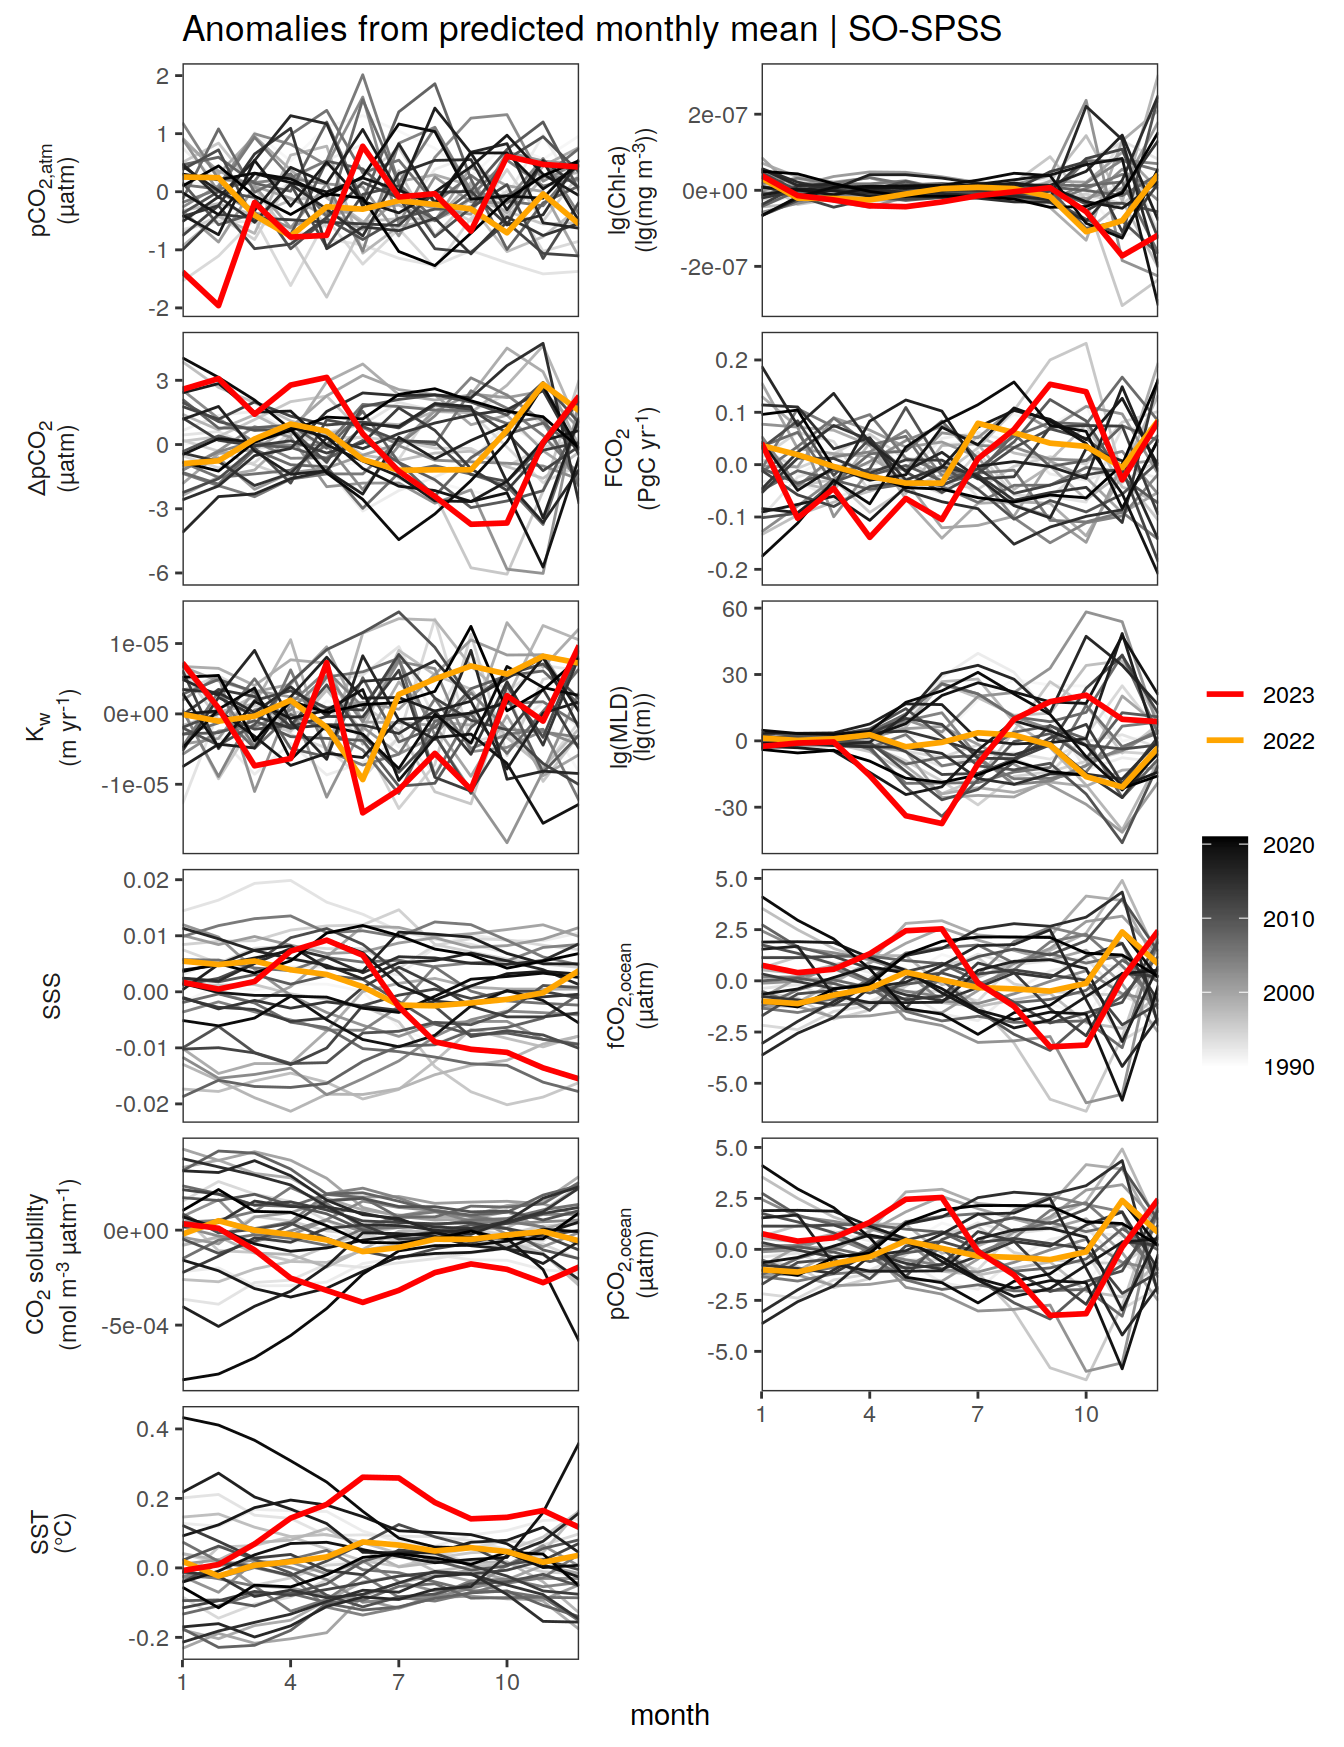 Anomalies from predicted monthly mean | SO-SPSS
pCO2,atm
(µatm)
2
1
0
-1
-2
lg(Chl-a)
(lg(mg m-3))
2e-07
0e+00
-2e-07
ΔpCO2
(µatm)
3
0
-3
-6
FCO2
(PgC yr-1)
0.2
0.1
0.0
-0.1
-0.2
Kw
(m yr-1)
1e-05
0e+00
-1e-05
lg(MLD)
(lg(m))
60
30
0
-30
SSS
0.02
0.01
0.00
-0.01
-0.02
fCO2,ocean
(µatm)
5.0
2.5
0.0
-2.5
-5.0
CO2 solubility
(mol m-3 µatm-1)
0e+00
-5e-04
pCO2,ocean
(µatm)
5.0
2.5
0.0
-2.5
-5.0
1 4 7 10
SST
(°C)
0.4
0.2
0.0
-0.2
1 4 7 10
month
2023
2022
2020
2010
2000
1990